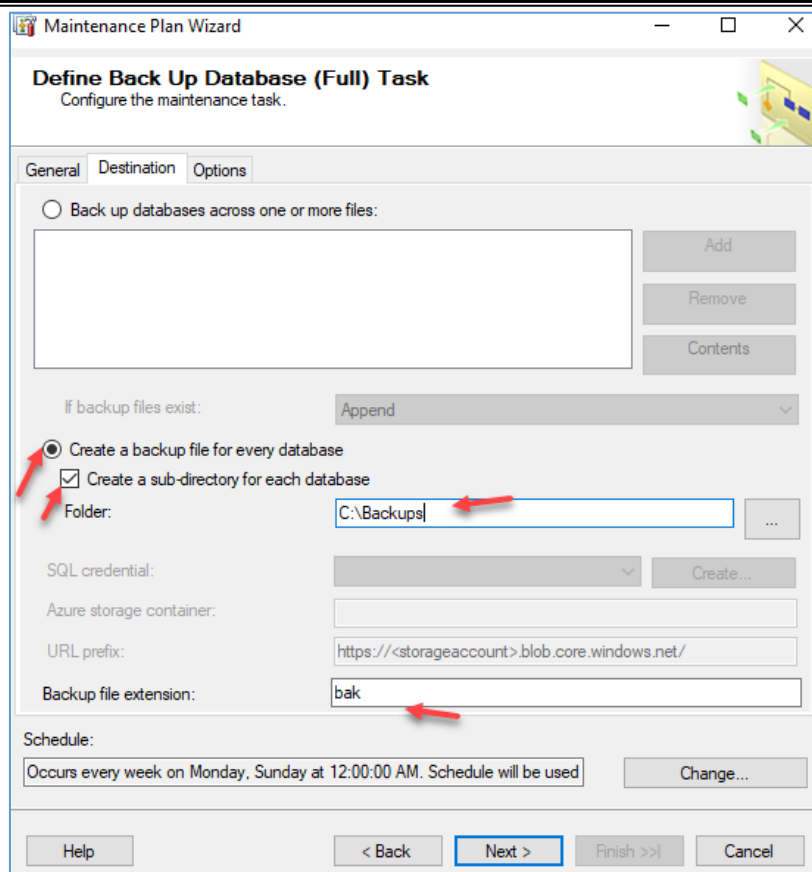 Maintenance Plan Wizard
Define Back Up Database (Full) Task
Configure the maintenance task.
General Destination Options
Back up databases across one or more files:
Add
Remove
Contents
If backup files exist: Append
Create a backup file for every database
Create a sub-directory for each database
Folder: C:\Backups ...
SQL credential: Create...
Azure storage container:
URL prefix: https://<storageaccount>.blob.core.windows.net/
Backup file extension: bak
Schedule:
Occurs every week on Monday, Sunday at 12:00:00 AM. Schedule will be used Change...
Help < Back Next > Finish >>| Cancel